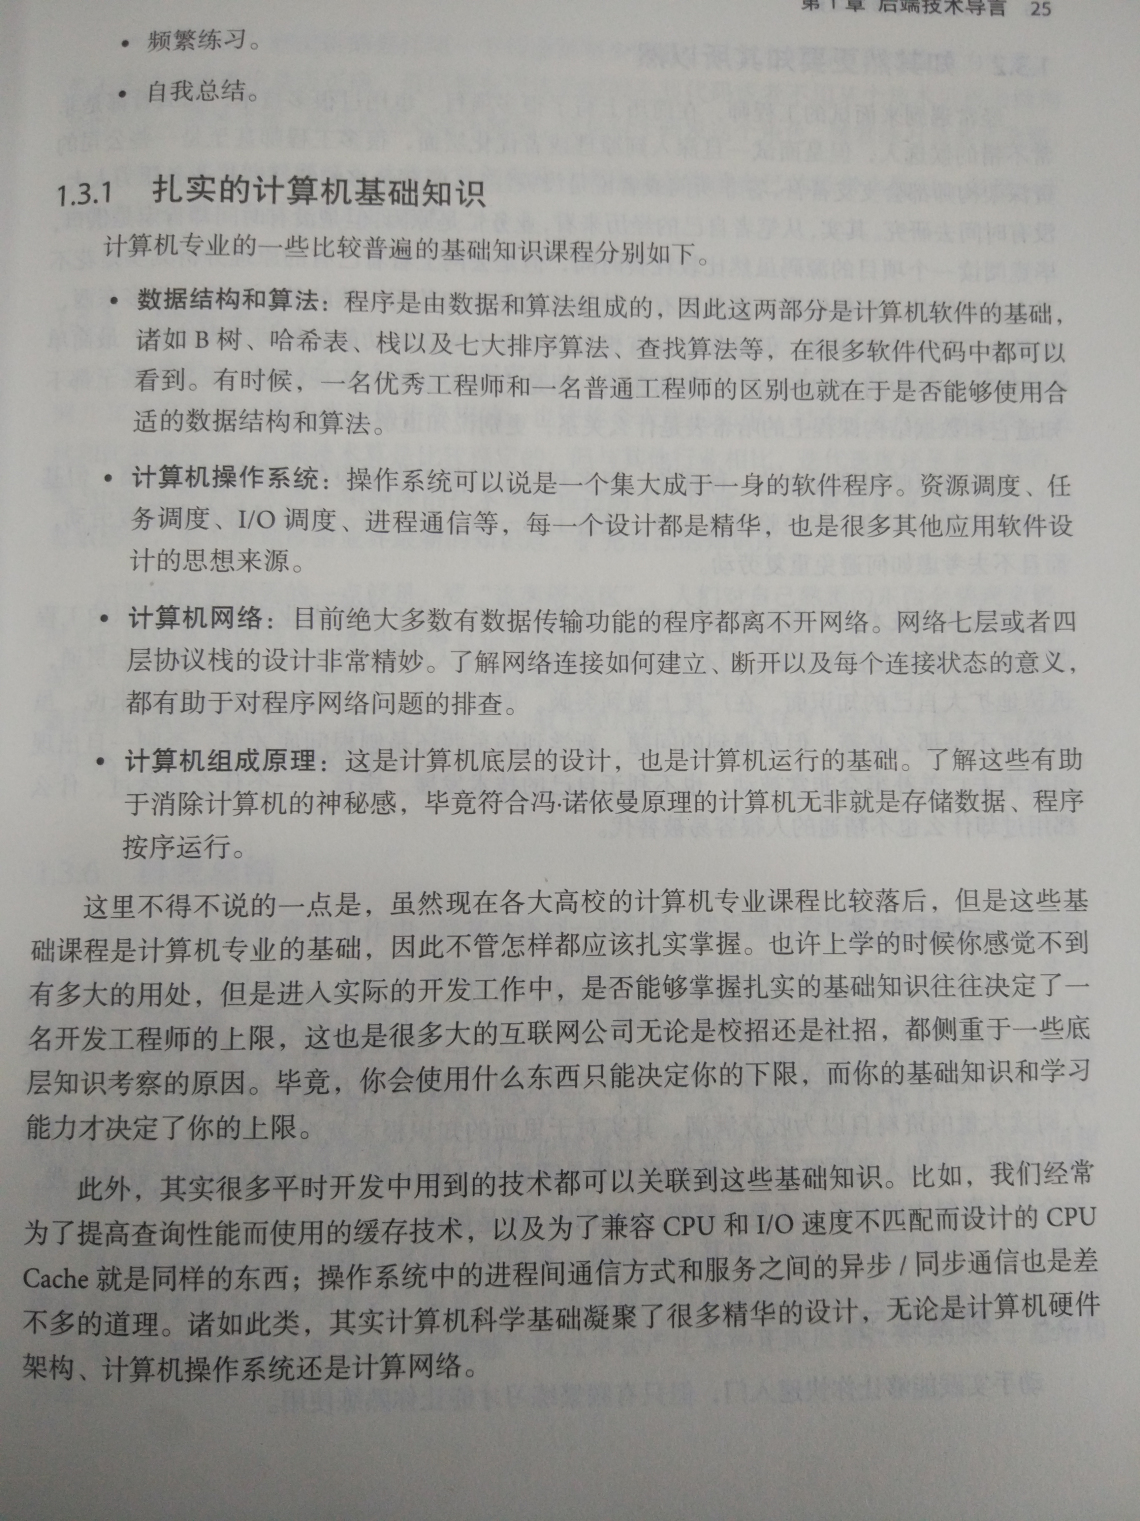 第1章 后端技术导言 25
• 频繁练习。
• 自我总结。
1.3.1 扎实的计算机基础知识
计算机专业的一些比较普遍的基础知识课程分别如下。
• 数据结构和算法：程序是由数据和算法组成的，因此这两部分是计算机软件的基础，
诸如 B 树、哈希表、栈以及七大排序算法、查找算法等，在很多软件代码中都可以
看到。有时候，一名优秀工程师和一名普通工程师的区别也就在于是否能够使用合
适的数据结构和算法。
• 计算机操作系统：操作系统可以说是一个集大成于一身的软件程序。资源调度、任
务调度、I/O 调度、进程通信等，每一个设计都是精华，也是很多其他应用软件设
计的思想来源。
• 计算机网络：目前绝大多数有数据传输功能的程序都离不开网络。网络七层或者四
层协议栈的设计非常精妙。了解网络连接如何建立、断开以及每个连接状态的意义，
都有助于对程序网络问题的排查。
• 计算机组成原理：这是计算机底层的设计，也是计算机运行的基础。了解这些有助
于消除计算机的神秘感，毕竟符合冯·诺依曼原理的计算机无非就是存储数据、程序
按序运行。
这里不得不说的一点是，虽然现在各大高校的计算机专业课程比较落后，但是这些基
础课程是计算机专业的基础，因此不管怎样都应该扎实掌握。也许上学的时候你感觉不到
有多大的用处，但是进入实际的开发工作中，是否能够掌握扎实的基础知识往往决定了一
名开发工程师的上限，这也是很多大的互联网公司无论是校招还是社招，都侧重于一些底
层知识考察的原因。毕竟，你会使用什么东西只能决定你的下限，而你的基础知识和学习
能力才决定了你的上限。
此外，其实很多平时开发中用到的技术都可以关联到这些基础知识。比如，我们经常
为了提高查询性能而使用的缓存技术，以及为了兼容 CPU 和 I/O 速度不匹配而设计的 CPU
Cache 就是同样的东西；操作系统中的进程间通信方式和服务之间的异步 / 同步通信也是差
不多的道理。诸如此类，其实计算机科学基础凝聚了很多精华的设计，无论是计算机硬件
架构、计算机操作系统还是计算网络。